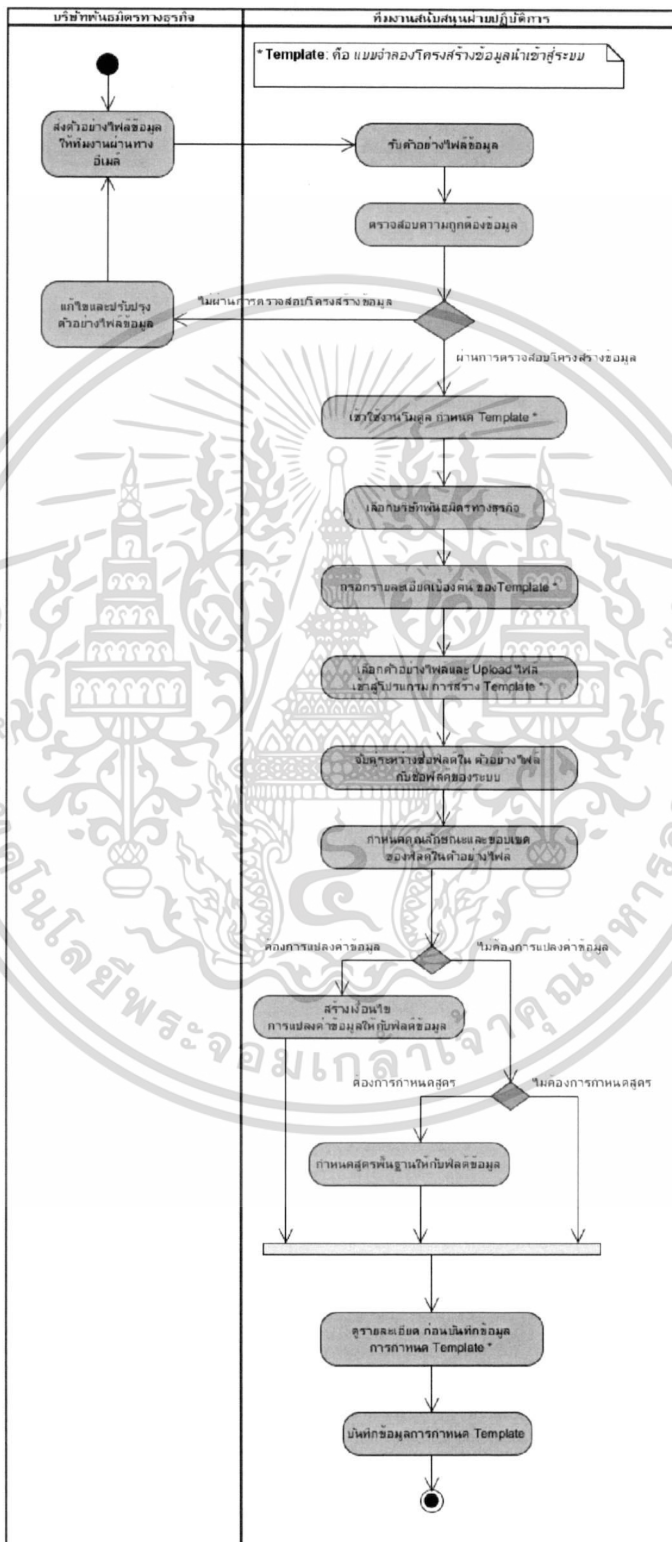 บริษัทพันธมิตรทางธุรกิจ
ทีมงานสนับสนุนฝ่ายปฏิบัติการ
* Template: คือ แบบจำลองโครงสร้างข้อมูลนำเข้าสู่ระบบ
ส่งตัวอย่างไฟล์ข้อมูล
ให้ทีมงานผ่านทาง
อีเมล์
รับตัวอย่างไฟล์ข้อมูล
ตรวจสอบความถูกต้องข้อมูล
ไม่ผ่านการตรวจสอบโครงสร้างข้อมูล
แก้ไขและปรับปรุง
ตัวอย่างไฟล์ข้อมูล
ผ่านการตรวจสอบโครงสร้างข้อมูล
เข้าใช้งานโมดูล กำหนด Template *
เลือกบริษัทพันธมิตรทางธุรกิจ
กรอกรายละเอียดเบื้องต้น ของTemplate *
เลือกตัวอย่างไฟล์และ Upload ไฟล์
เข้าสู่โปรแกรม การสร้าง Template *
จับคู่ระหว่างชื่อฟิลด์ใน ตัวอย่างไฟล์
กับชื่อฟิลด์ของระบบ
กำหนดคุณลักษณะและขอบเขต
ของฟิลด์ในตัวอย่างไฟล์
ต้องการแปลงค่าข้อมูล
ไม่ต้องการแปลงค่าข้อมูล
สร้างเงื่อนไข
การแปลงค่าข้อมูลให้กับฟิลด์ข้อมูล
ต้องการกำหนดสูตร
ไม่ต้องการกำหนดสูตร
กำหนดสูตรพื้นฐานให้กับฟิลด์ข้อมูล
ดูรายละเอียด ก่อนบันทึกข้อมูล
การกำหนด Template *
บันทึกข้อมูลการกำหนด Template